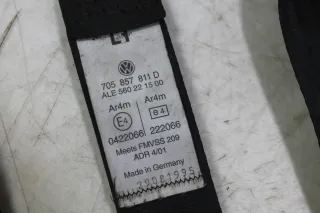 705 857 811 D
ALE 560 22 15 00
Ar4m Ar4m
E4 e4
0422066 222066
Meets FMVSS 209
ADR 4/01
Made in Germany